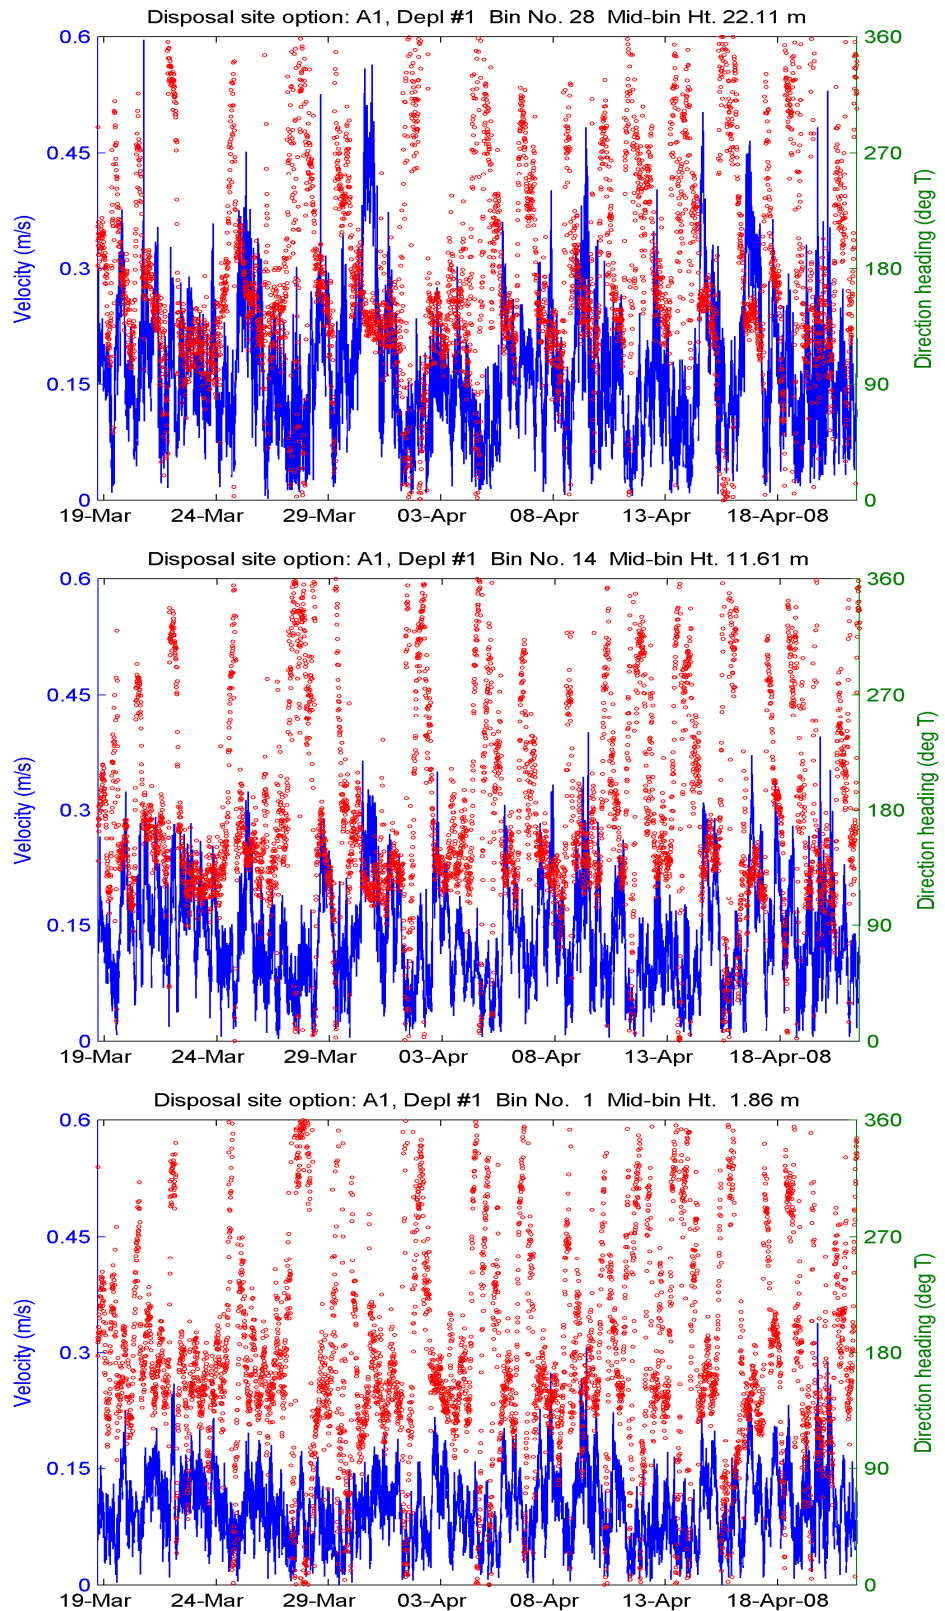 Disposal site option: A1, Depl #1  Bin No. 28  Mid-bin Ht. 22.11 m
0.6
0.45
0.3
0.15
0
Velocity (m/s)
360
270
180
90
0
Direction heading (deg T)
19-Mar 24-Mar 29-Mar 03-Apr 08-Apr 13-Apr 18-Apr-08
Disposal site option: A1, Depl #1  Bin No. 14  Mid-bin Ht. 11.61 m
0.6
0.45
0.3
0.15
0
Velocity (m/s)
360
270
180
90
0
Direction heading (deg T)
19-Mar 24-Mar 29-Mar 03-Apr 08-Apr 13-Apr 18-Apr-08
Disposal site option: A1, Depl #1  Bin No.  1  Mid-bin Ht.  1.86 m
0.6
0.45
0.3
0.15
0
Velocity (m/s)
360
270
180
90
0
Direction heading (deg T)
19-Mar 24-Mar 29-Mar 03-Apr 08-Apr 13-Apr 18-Apr-08